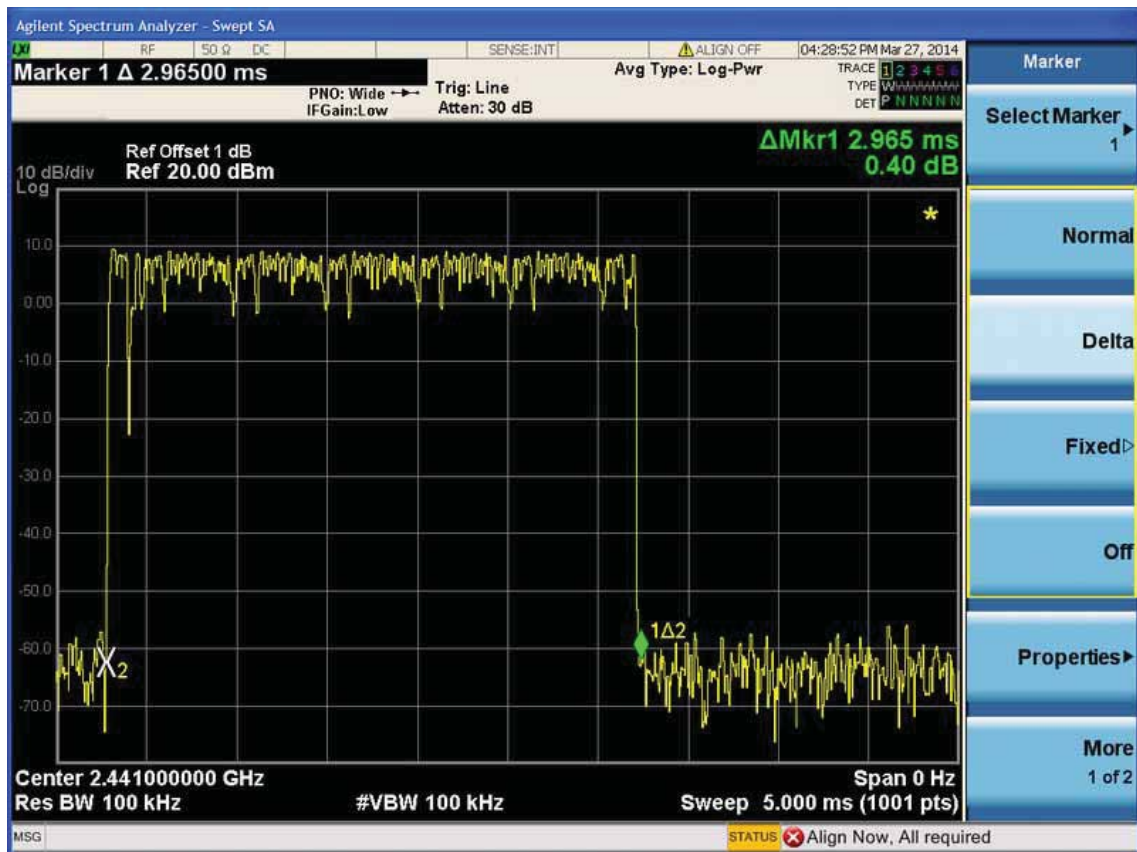 Agilent Spectrum Analyzer - Swept SA
LXI RF 50 Ω DC SENSE:INT ALIGN OFF 04:28:52 PM Mar 27, 2014
Marker 1 Δ 2.96500 ms
PNO: Wide
IFGain:Low
Trig: Line
Atten: 30 dB
Avg Type: Log-Pwr
TRACE 1 2 3 4 5 6
TYPE W
DET P N N N N N
ΔMkr1 2.965 ms
0.40 dB
Ref Offset 1 dB
10 dB/div Ref 20.00 dBm
Log
10.0
0.00
-10.0
-20.0
-30.0
-40.0
-50.0
-60.0
-70.0
2
1Δ2
*
Center 2.441000000 GHz Span 0 Hz
Res BW 100 kHz #VBW 100 kHz Sweep 5.000 ms (1001 pts)
MSG STATUS Align Now, All required
Marker
Select Marker
1
Normal
Delta
Fixed
Off
Properties
More
1 of 2